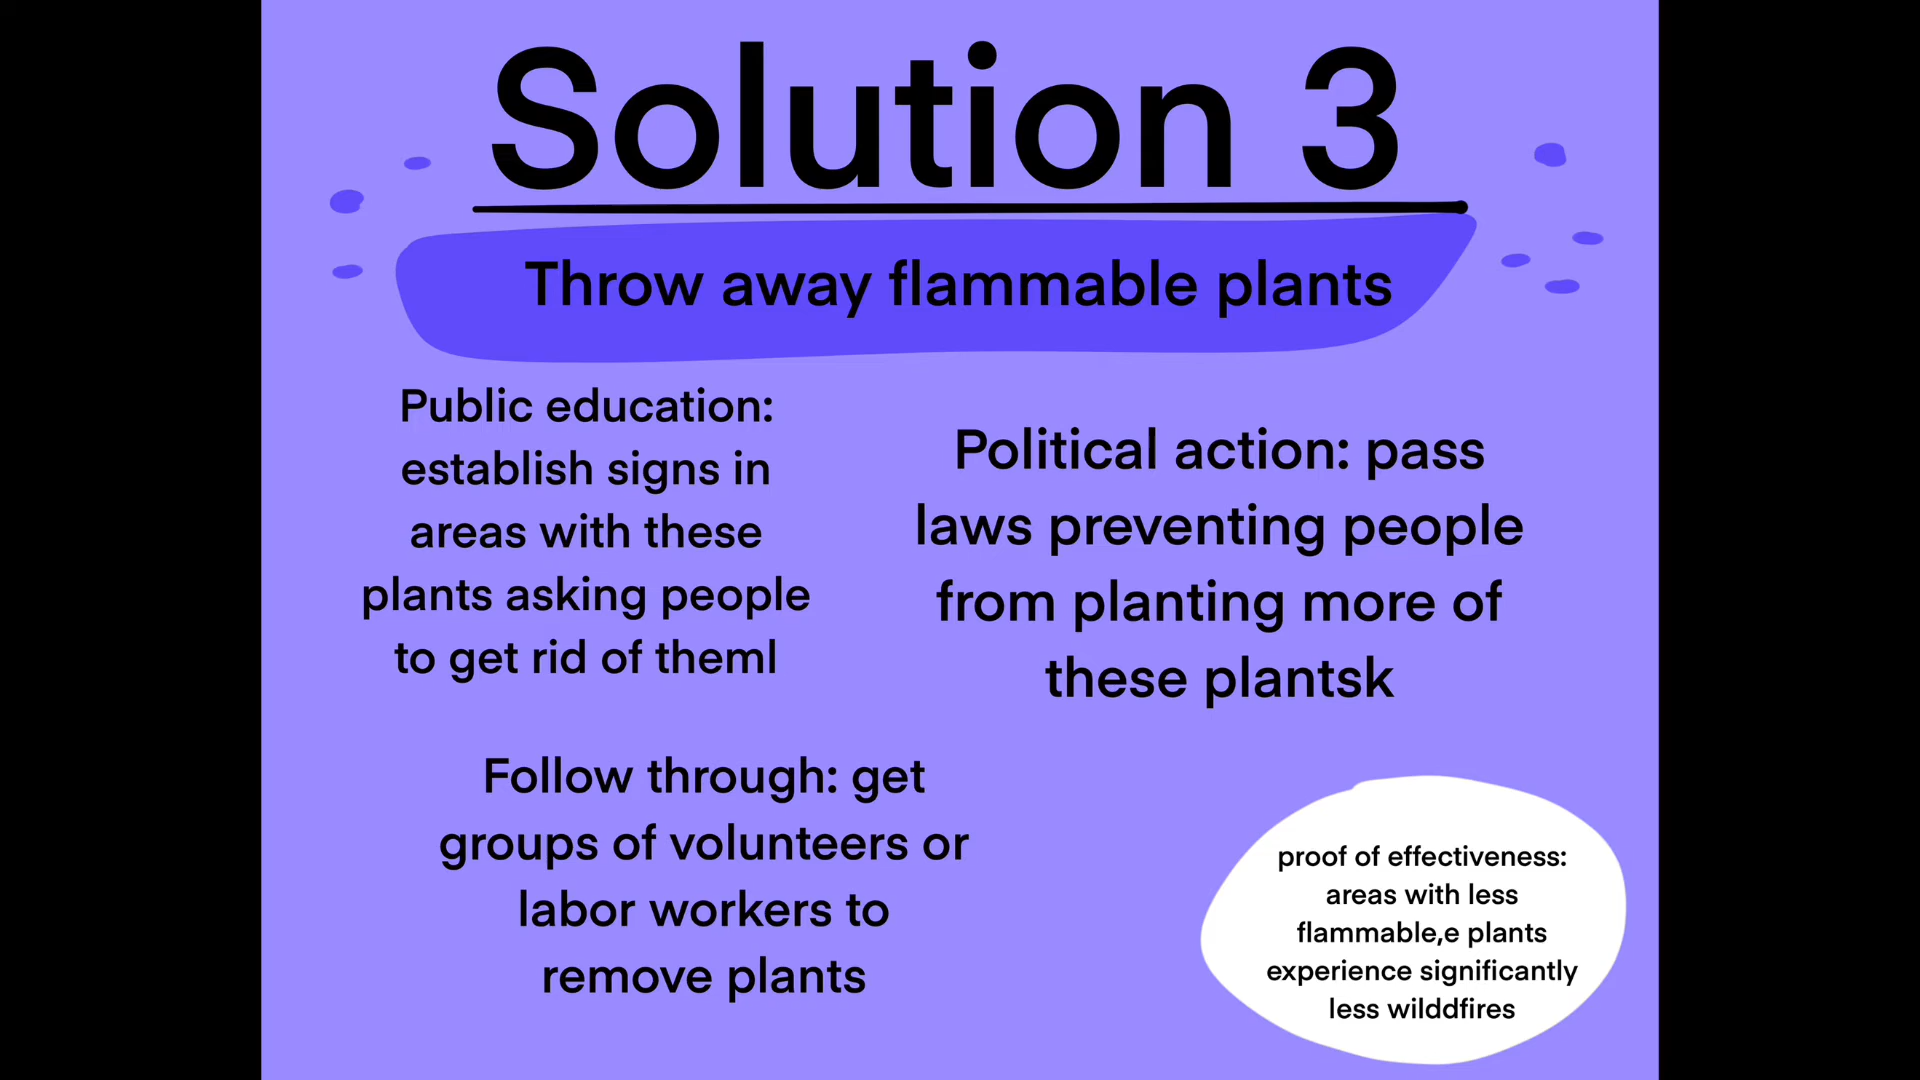 Solution 3
Throw away flammable plants
Public education:
establish signs in
areas with these
plants asking people
to get rid of theml
Political action: pass
laws preventing people
from planting more of
these plantsk
Follow through: get
groups of volunteers or
labor workers to
remove plants
proof of effectiveness:
areas with less
flammable,e plants
experience significantly
less wilddfires